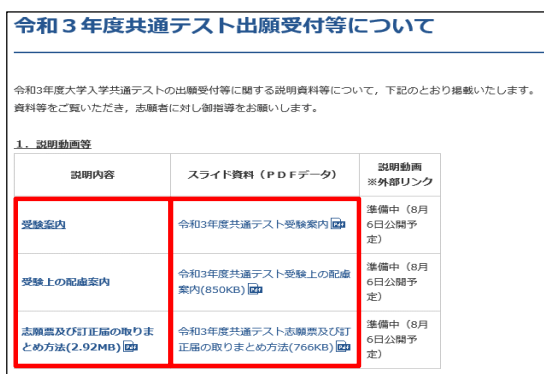 令和３年度共通テスト出願受付等について
令和3年度大学入学共通テストの出願受付等に関する説明資料等について，下記のとおり掲載いたします。
資料等をご覧いただき，志願者に対し御指導をお願いします。
１．説明動画等
説明内容
スライド資料（ＰＤＦデータ）
説明動画
※外部リンク
受験案内
令和3年度共通テスト受験案内
準備中（8月
6日公開予
定）
受験上の配慮案内
令和3年度共通テスト受験上の配慮
案内(850KB)
準備中（8月
6日公開予
定）
志願票及び訂正届の取りま
とめ方法(2.92MB)
令和3年度共通テスト志願票及び訂
正届の取りまとめ方法(766KB)
準備中（8月
6日公開予
定）